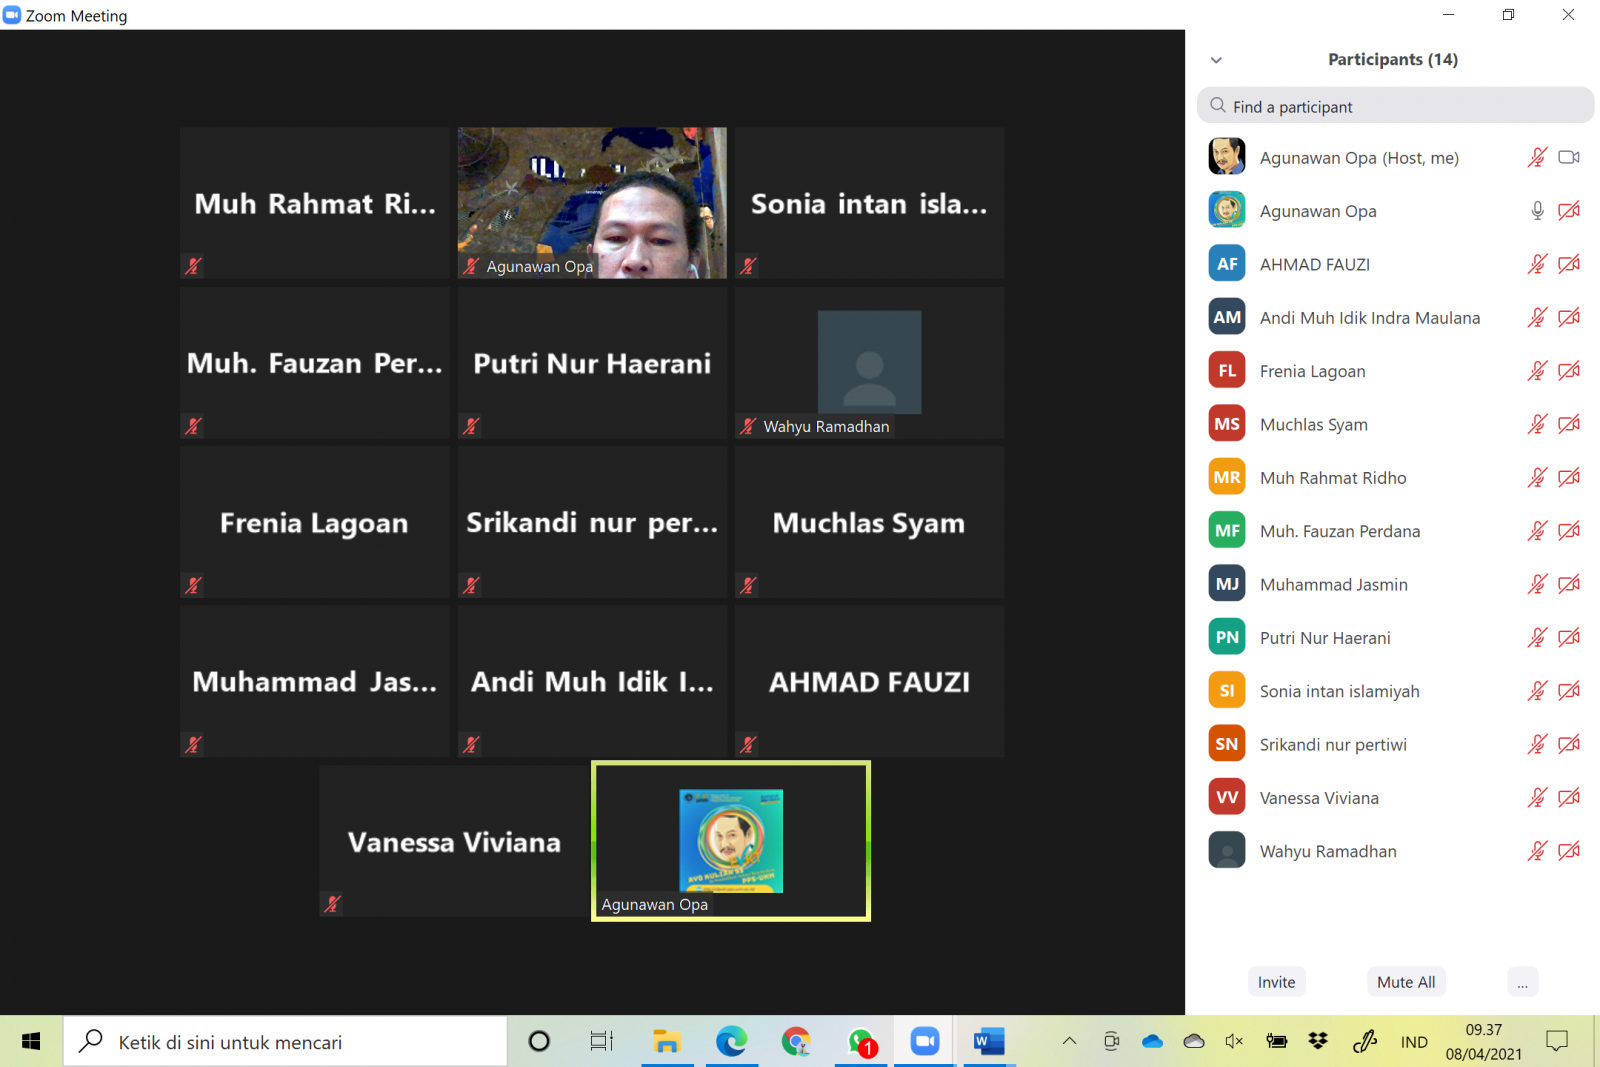 Zoom Meeting
Participants (14)
Find a participant
Muh Rahmat Ri...
Agunawan Opa
Sonia intan isla...
Muh. Fauzan Per...
Putri Nur Haerani
Wahyu Ramadhan
Frenia Lagoan
Srikandi nur per...
Muchlas Syam
Muhammad Jas...
Andi Muh Idik I...
AHMAD FAUZI
Vanessa Viviana
PPS-UNM
Agunawan Opa
Agunawan Opa (Host, me)
Agunawan Opa
AF AHMAD FAUZI
AM Andi Muh Idik Indra Maulana
FL Frenia Lagoan
MS Muchlas Syam
MR Muh Rahmat Ridho
MF Muh. Fauzan Perdana
MJ Muhammad Jasmin
PN Putri Nur Haerani
SI Sonia intan islamiyah
SN Srikandi nur pertiwi
VV Vanessa Viviana
Wahyu Ramadhan
Invite Mute All ...
Ketik di sini untuk mencari
1
W
IND
09.37
08/04/2021